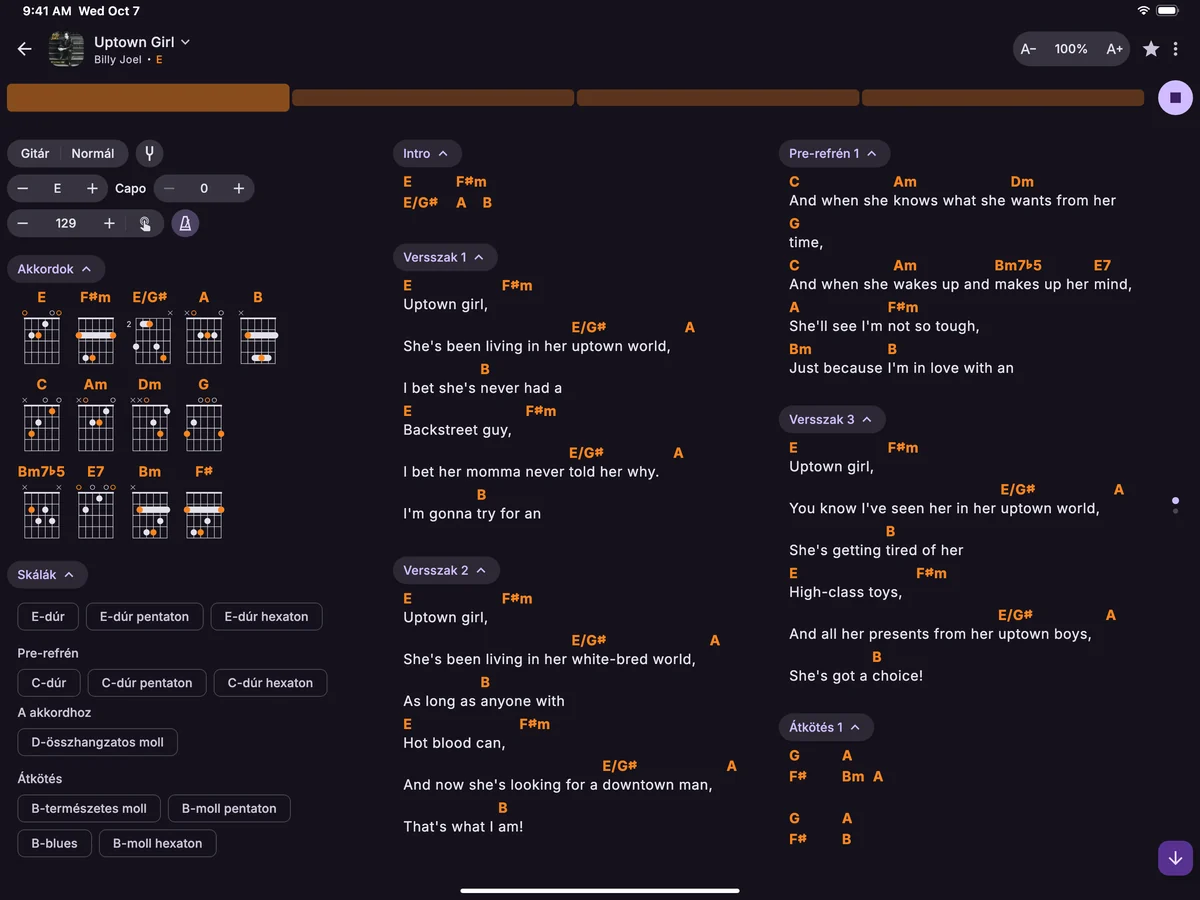 9:41 AM Wed Oct 7
Uptown Girl
Billy Joel • E
A- 100% A+
Gitár Normál
− E + Capo − 0 +
− 129 +
Akkordok
E F#m E/G# A B
2
C Am Dm G
Bm7♭5 E7 Bm F#
Skálák
E-dúr E-dúr pentaton E-dúr hexaton
Pre-refrén
C-dúr C-dúr pentaton C-dúr hexaton
A akkordhoz
D-összhangzatos moll
Átkötés
B-természetes moll B-moll pentaton
B-blues B-moll hexaton
Intro
E F#m
E/G# A B
Versszak 1
E F#m
Uptown girl,
E/G# A
She's been living in her uptown world,
B
I bet she's never had a
E F#m
Backstreet guy,
E/G# A
I bet her momma never told her why.
B
I'm gonna try for an
Versszak 2
E F#m
Uptown girl,
E/G# A
She's been living in her white-bred world,
B
As long as anyone with
E F#m
Hot blood can,
E/G# A
And now she's looking for a downtown man,
B
That's what I am!
Pre-refrén 1
C Am Dm
And when she knows what she wants from her
G
time,
C Am Bm7♭5 E7
And when she wakes up and makes up her mind,
A F#m
She'll see I'm not so tough,
Bm B
Just because I'm in love with an
Versszak 3
E F#m
Uptown girl,
E/G# A
You know I've seen her in her uptown world,
B
She's getting tired of her
E F#m
High-class toys,
E/G# A
And all her presents from her uptown boys,
B
She's got a choice!
Átkötés 1
G A
F# Bm A
G A
F# B